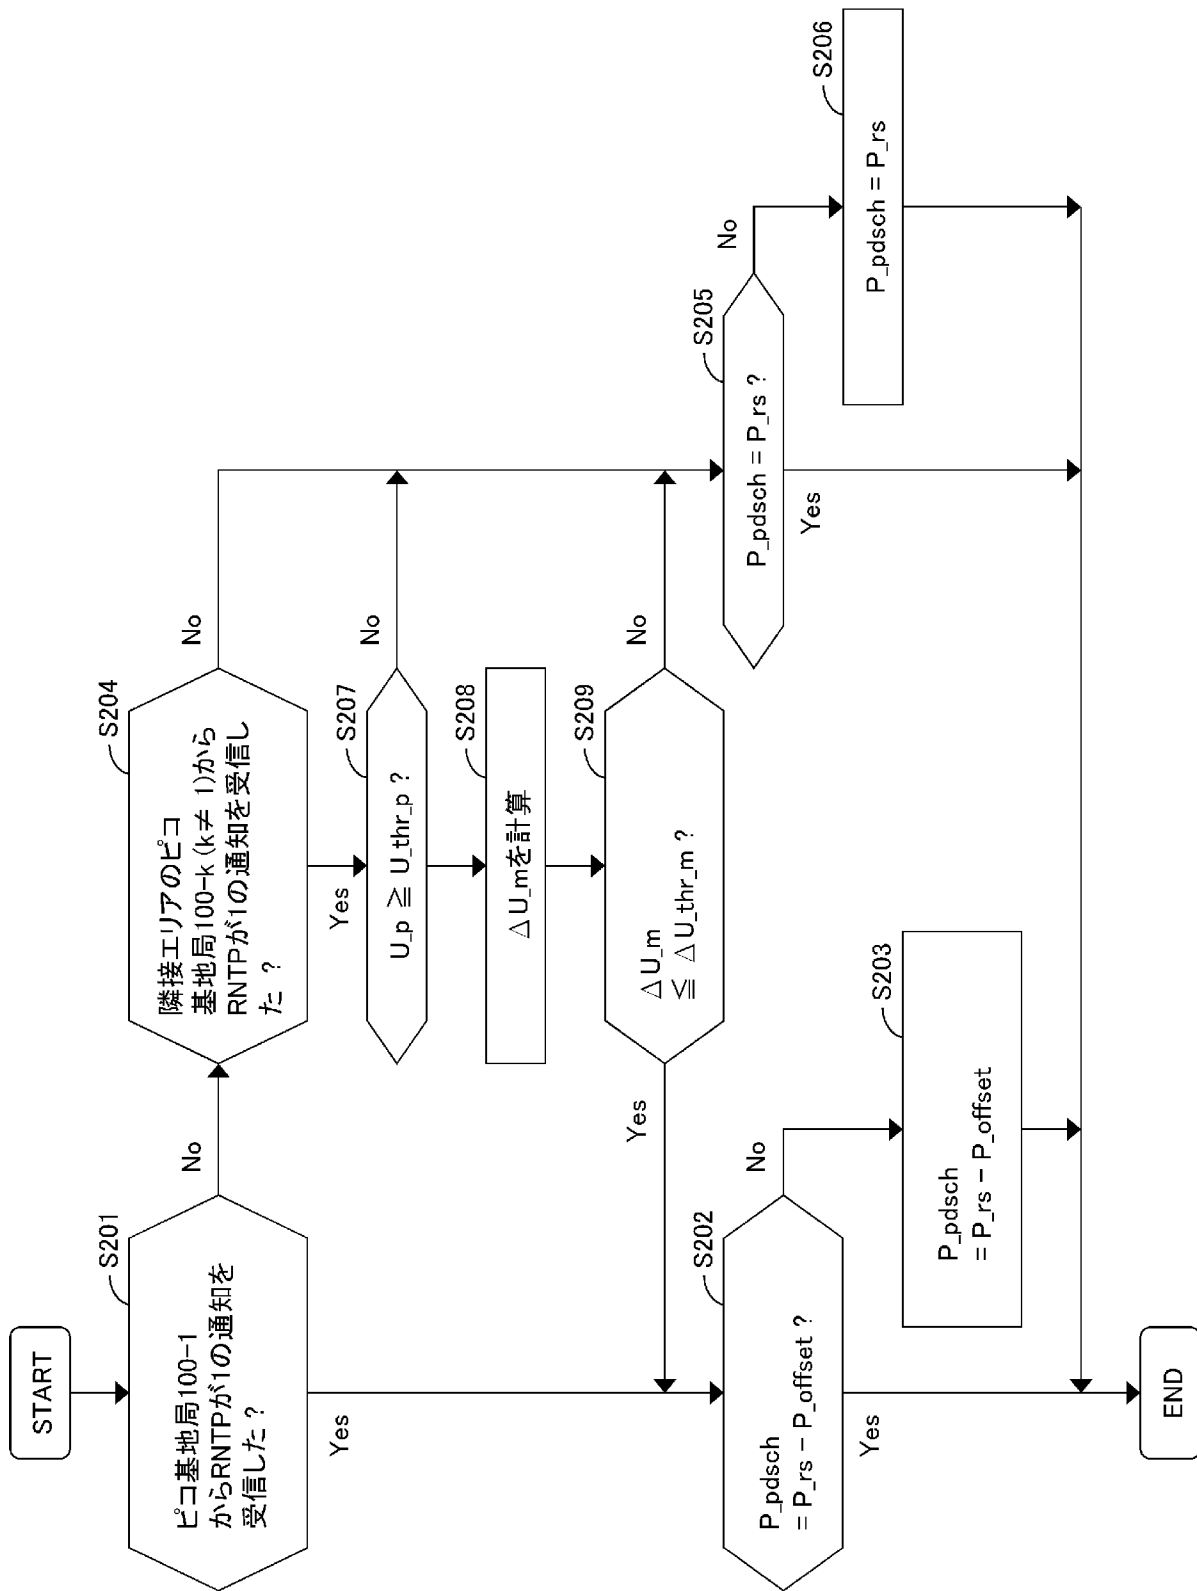 START
S201
ピコ基地局100-1
からRNTPが1の通知を
受信した？
No
Yes
S204
隣接エリアのピコ
基地局100-k (k≠ 1)から
RNTPが1の通知を受信し
た ？
No
Yes
S207
U_p ≧ U_thr_p ?
No
S208
△U_mを計算
S209
△U_m
≦ △U_thr_m ?
No
Yes
S202
P_pdsch
= P_rs − P_offset ?
No
Yes
S203
P_pdsch
= P_rs − P_offset
S205
P_pdsch = P_rs ?
No
Yes
S206
P_pdsch = P_rs
END